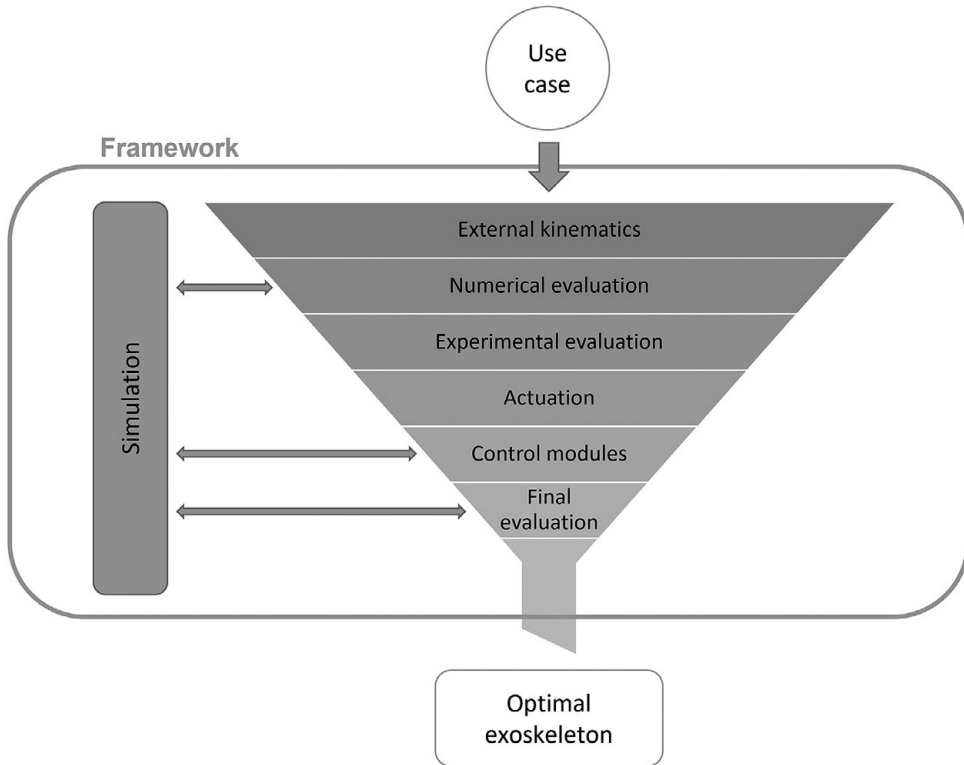 Use
case
Framework
External kinematics
Numerical evaluation
Experimental evaluation
Actuation
Control modules
Final
evaluation
Simulation
Optimal
exoskeleton